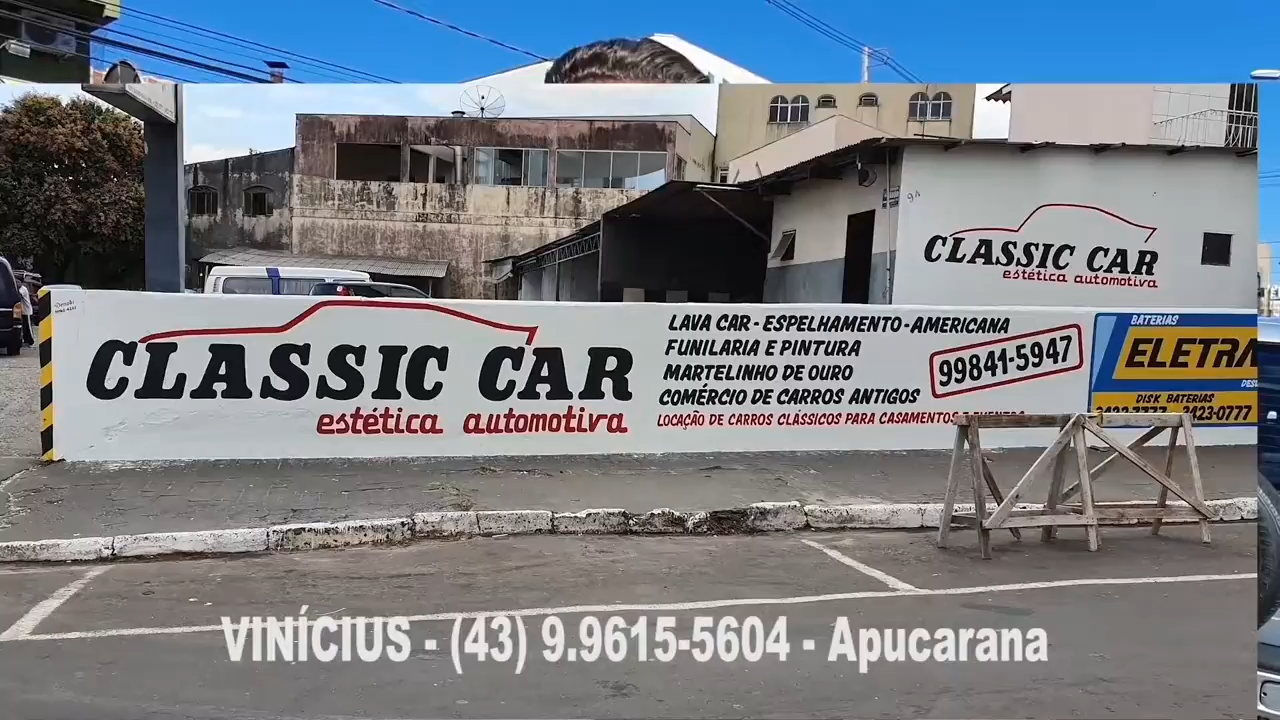 CLASSIC CAR
estética automotiva
CLASSIC CAR
estética automotiva
LAVA CAR - ESPELHAMENTO - AMERICANA
FUNILARIA E PINTURA
MARTELINHO DE OURO
COMÉRCIO DE CARROS ANTIGOS
LOCAÇÃO DE CARROS CLÁSSICOS PARA CASAMENTOS E EVENTOS
99841-5947
BATERIAS
ELETRA
DISK BATERIAS
3423-0777
VINÍCIUS - (43) 9.9615-5604 - Apucarana